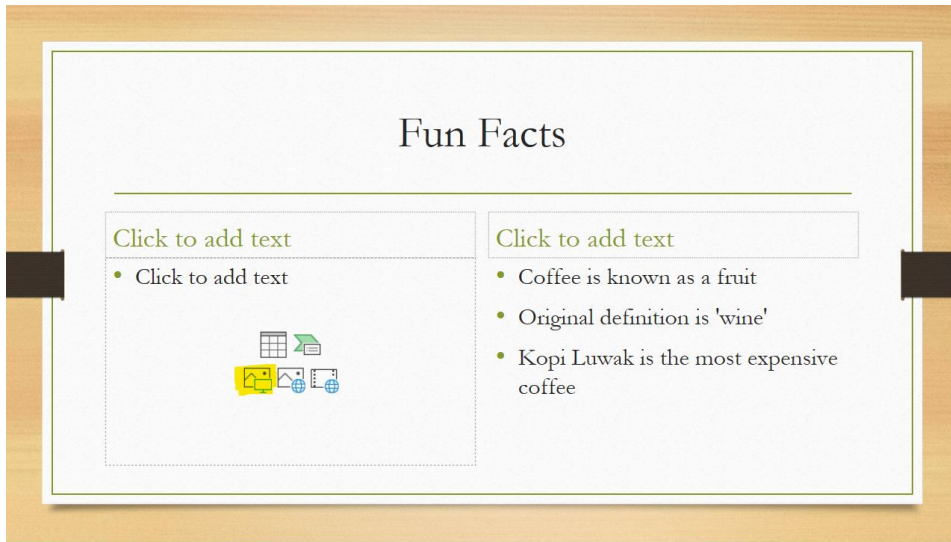 Fun Facts
Click to add text
• Click to add text
Click to add text
• Coffee is known as a fruit
• Original definition is 'wine'
• Kopi Luwak is the most expensive
coffee